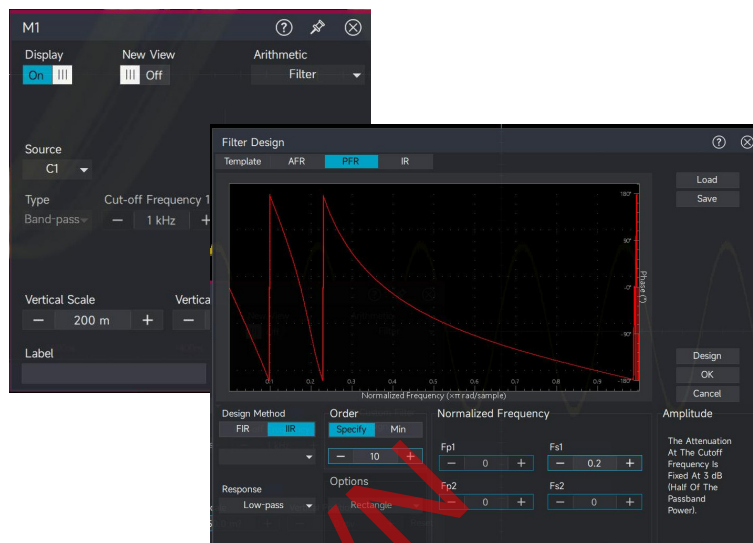 M1
Display New View Arithmetic
On Off Filter
Source
C1
Type Cut-off Frequency 1
Band-pass 1 kHz
Vertical Scale
200 m
Label
Filter Design
Template AFR PFR IR
Load
Save
180°
90°
-0°
-90°
-180°
Phase (°)
0.1 0.2 0.3 0.4 0.5 0.6 0.7 0.8 0.9
Normalized Frequency (×π rad/sample)
Design
OK
Cancel
Design Method
FIR IIR
Response
Low-pass
Order
Specify Min
10
Options
Rectangle
Normalized Frequency
Fp1 Fs1
0 0.2
Fp2 Fs2
0 0
Amplitude
The Attenuation
At The Cutoff
Frequency Is
Fixed At 3 dB
(Half Of The
Passband
Power).